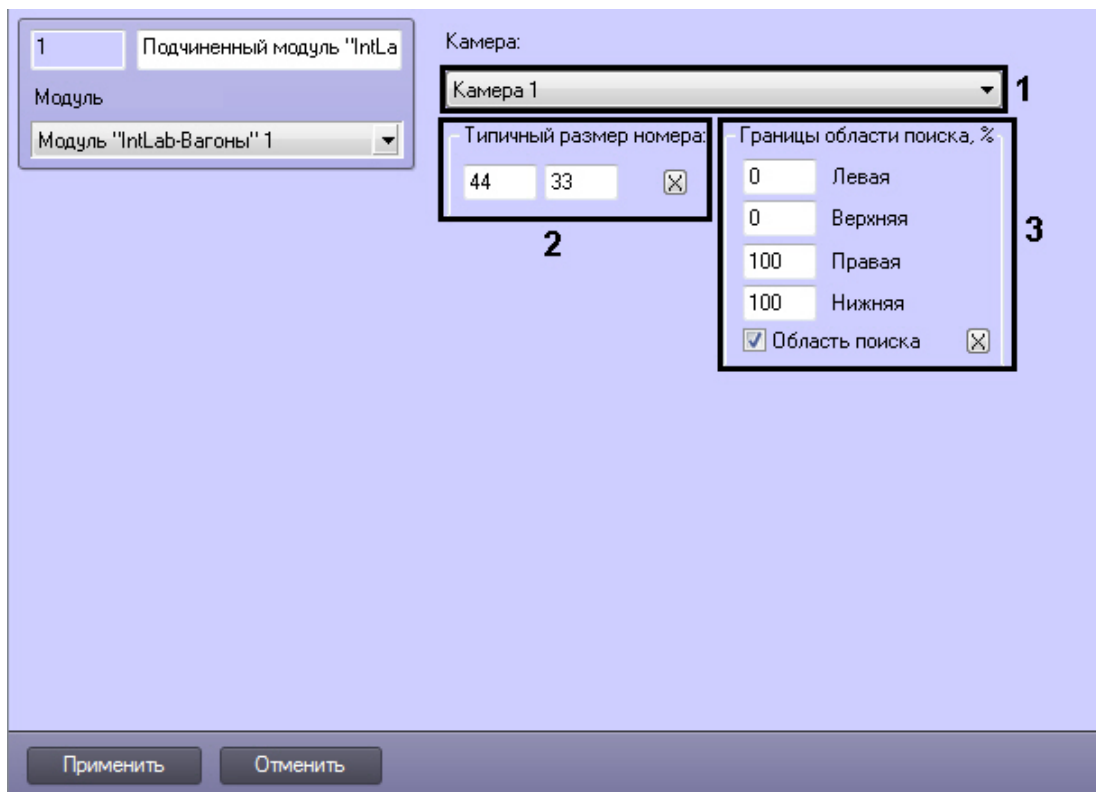 1
Подчиненный модуль "IntLa
Модуль
Модуль "IntLab-Вагоны" 1
Камера:
Камера 1
1
Типичный размер номера:
44 33
2
Границы области поиска, %
0 Левая
0 Верхняя
100 Правая
100 Нижняя
Область поиска
3
Применить
Отменить